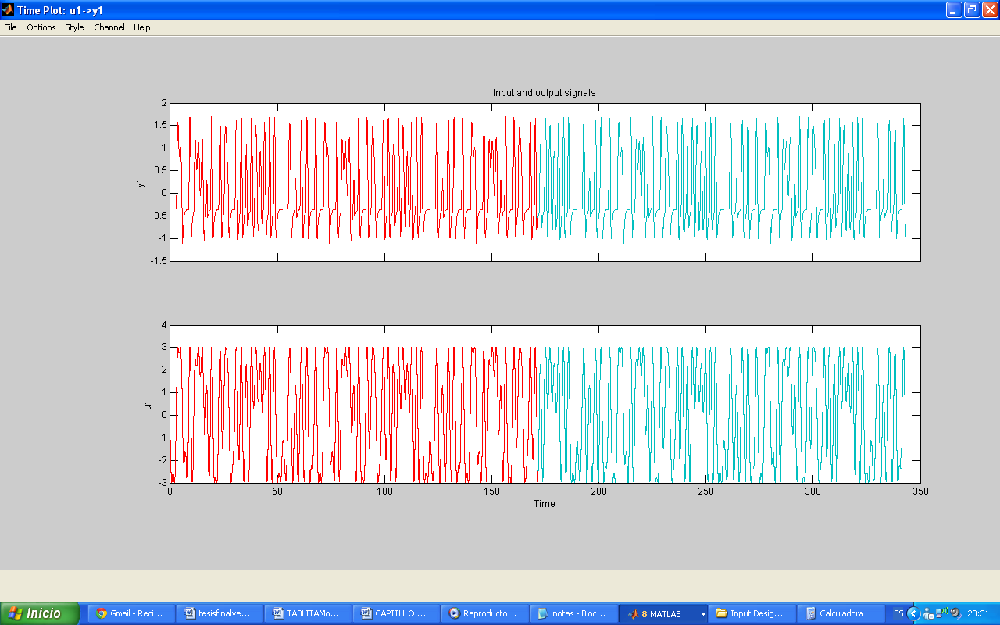 Time Plot: u1->y1
File Options Style Channel Help
Input and output signals
2
1.5
1
0.5
0
-0.5
-1
-1.5
y1
4
3
2
1
0
-1
-2
-3
u1
0 50 100 150 200 250 300 350
Time
Inicio Gmail - Reci... tesisfinalve... TABLITAMo... CAPITULO ... Reproducto... notas - Bloc... 8 MATLAB Input Desig... Calculadora ES 23:31